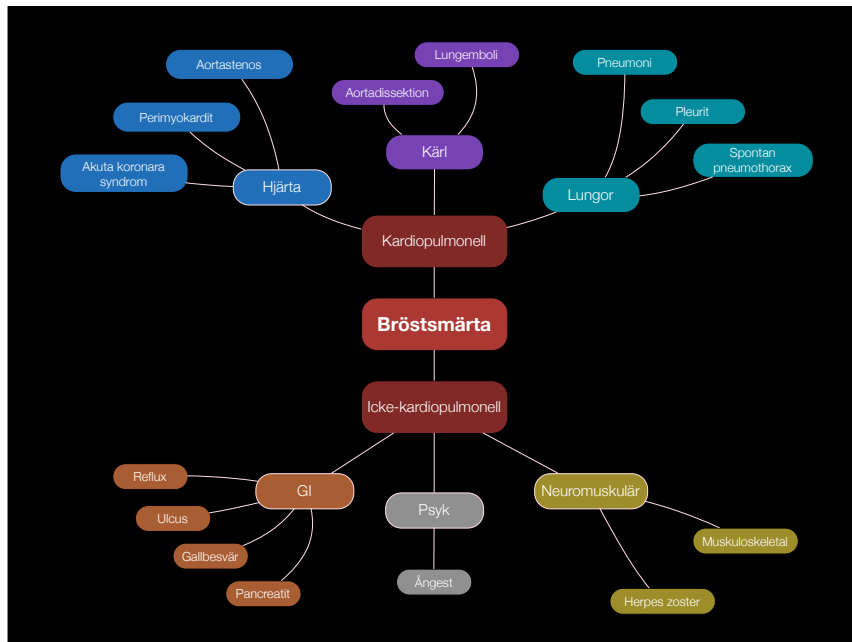 Lungemboli
Aortastenos
Pneumoni
Aortadissektion
Pleurit
Perimyokardit
Kärl
Spontan
pneumothorax
Akuta koronara
syndrom
Hjärta
Lungor
Kardiopulmonell
Bröstsmärta
Icke-kardiopulmonell
Reflux
GI
Neuromuskulär
Psyk
Ulcus
Muskuloskeletal
Gallbesvär
Ångest
Pancreatit
Herpes zoster